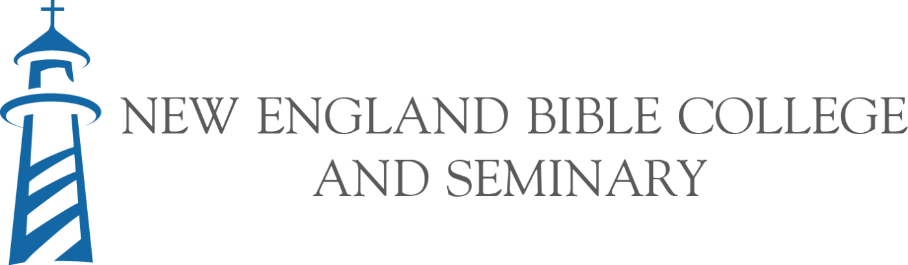 NEW ENGLAND BIBLE COLLEGE
AND SEMINARY